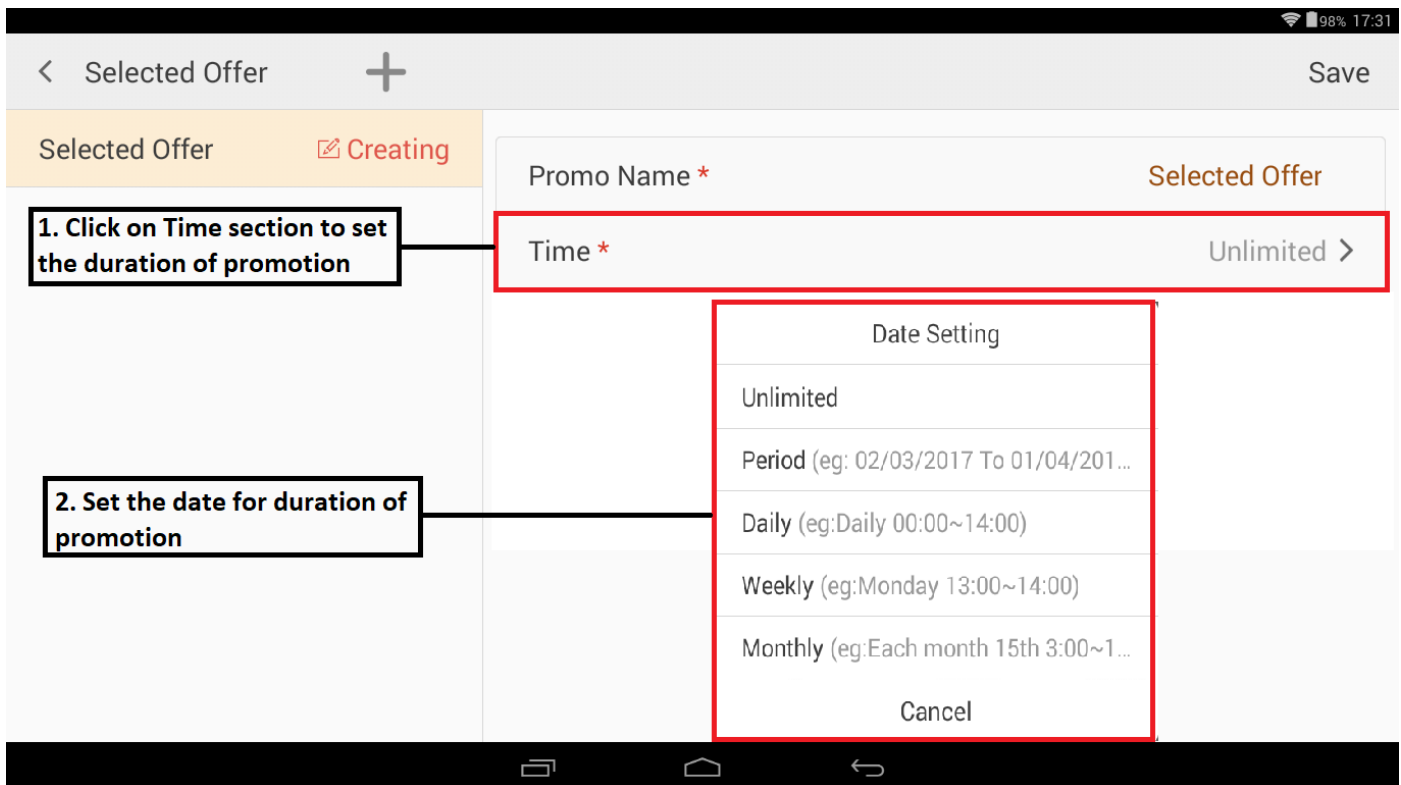 98% 17:31
Selected Offer
Save
Selected Offer Creating
Promo Name * Selected Offer
1. Click on Time section to set
the duration of promotion
Time * Unlimited
Date Setting
Unlimited
Period (eg: 02/03/2017 To 01/04/201...
2. Set the date for duration of
promotion
Daily (eg:Daily 00:00~14:00)
Weekly (eg:Monday 13:00~14:00)
Monthly (eg:Each month 15th 3:00~1...
Cancel